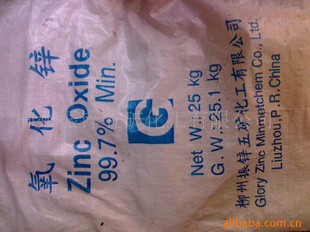 氧化锌
Zinc Oxide
99.7% Min.
Net W.: 25 kg
G. W.: 25.1 kg
柳州振锌五矿化工有限公司
Glory Zinc Minmetchem Co., Ltd.
Liuzhou, P. R. China
alibaba.com.cn